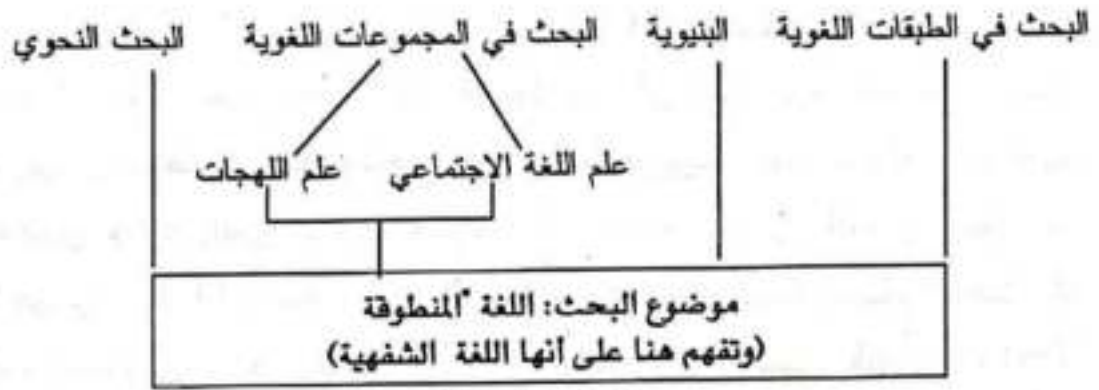 البحث في الطبقات اللغوية البنيوية البحث في المجموعات اللغوية البحث النحوي
علم اللغة الاجتماعي علم اللهجات
موضوع البحث: اللغة "المنطوقة
(وتفهم هنا على أنها اللغة الشفهية)